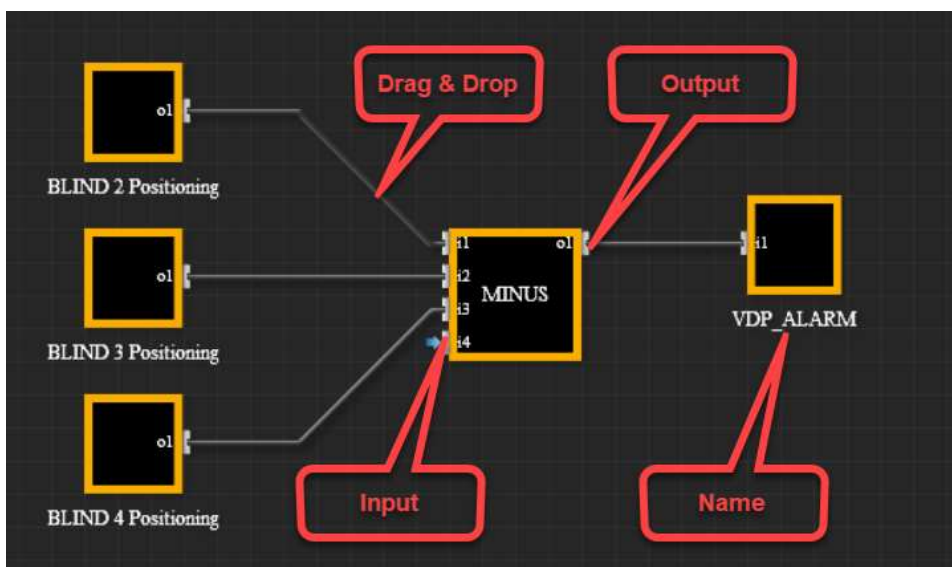 o1
BLIND 2 Positioning
Drag & Drop
Output
o1
BLIND 3 Positioning
i1
i2
i3
i4
o1
MINUS
i1
VDP_ALARM
o1
BLIND 4 Positioning
Input
Name